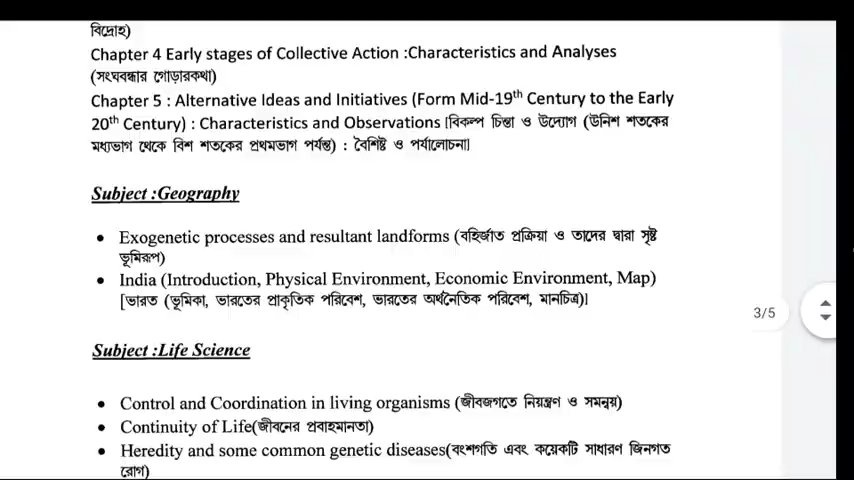 বিদ্রোহ)
Chapter 4 Early stages of Collective Action :Characteristics and Analyses
(সংঘবদ্ধার গোড়ারকথা)
Chapter 5 : Alternative Ideas and Initiatives (Form Mid-19th Century to the Early
20th Century) : Characteristics and Observations [বিকল্প চিন্তা ও উদ্যোগ (উনিশ শতকের
মধ্যভাগ থেকে বিশ শতকের প্রথমভাগ পর্যন্ত) : বৈশিষ্ট ও পর্যালোচনা]
Subject :Geography
• Exogenetic processes and resultant landforms (বহির্জাত প্রক্রিয়া ও তাদের দ্বারা সৃষ্ট
ভূমিরূপ)
• India (Introduction, Physical Environment, Economic Environment, Map)
[ভারত (ভূমিকা, ভারতের প্রাকৃতিক পরিবেশ, ভারতের অর্থনৈতিক পরিবেশ, মানচিত্র)]
3/5
Subject :Life Science
• Control and Coordination in living organisms (জীবজগতে নিয়ন্ত্রণ ও সমন্বয়)
• Continuity of Life(জীবনের প্রবাহমানতা)
• Heredity and some common genetic diseases(বংশগতি এবং কয়েকটি সাধারণ জিনগত
রোগ)